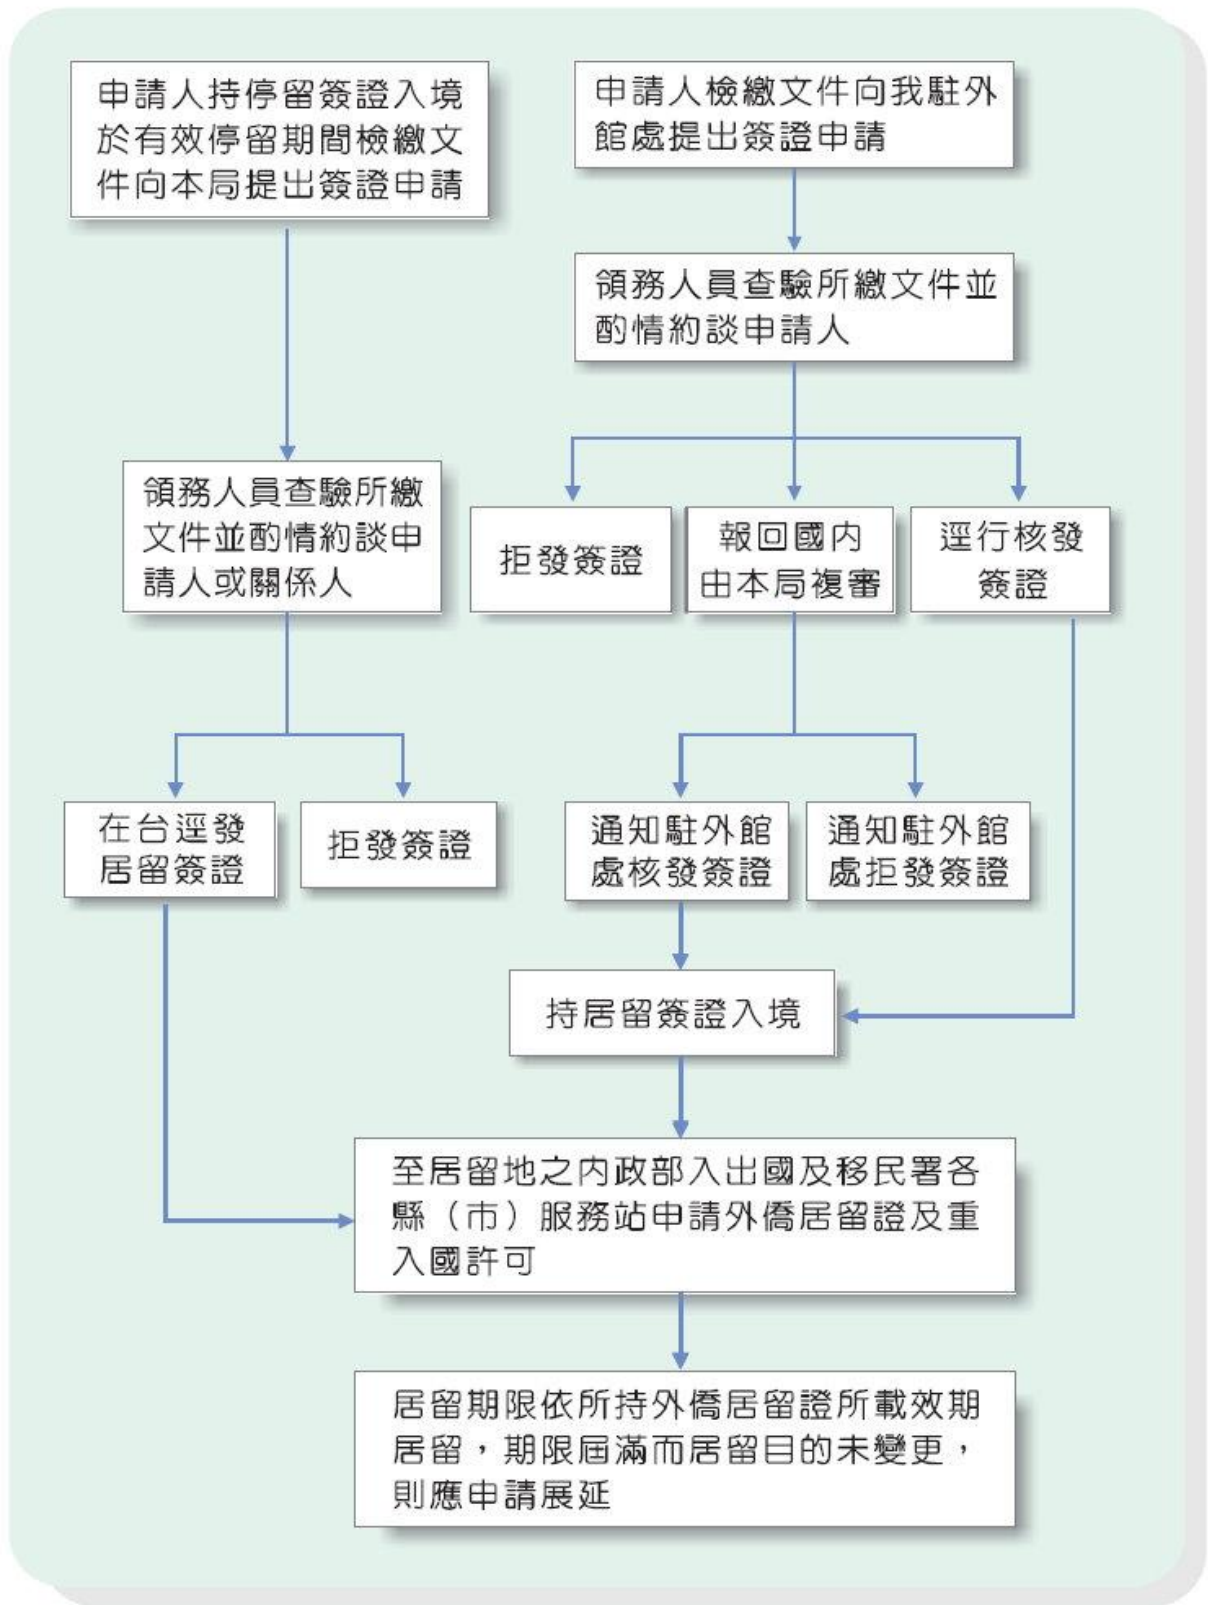 申請人持停留簽證入境
於有效停留期間檢繳文
件向本局提出簽證申請
申請人檢繳文件向我駐外
館處提出簽證申請
領務人員查驗所繳文件並
酌情約談申請人
領務人員查驗所繳
文件並酌情約談申
請人或關係人
拒發簽證
報回國內
由本局複審
逕行核發
簽證
在台逕發
居留簽證
拒發簽證
通知駐外館
處核發簽證
通知駐外館
處拒發簽證
持居留簽證入境
至居留地之內政部入出國及移民署各
縣（市）服務站申請外僑居留證及重
入國許可
居留期限依所持外僑居留證所載效期
居留，期限屆滿而居留目的未變更，
則應申請展延